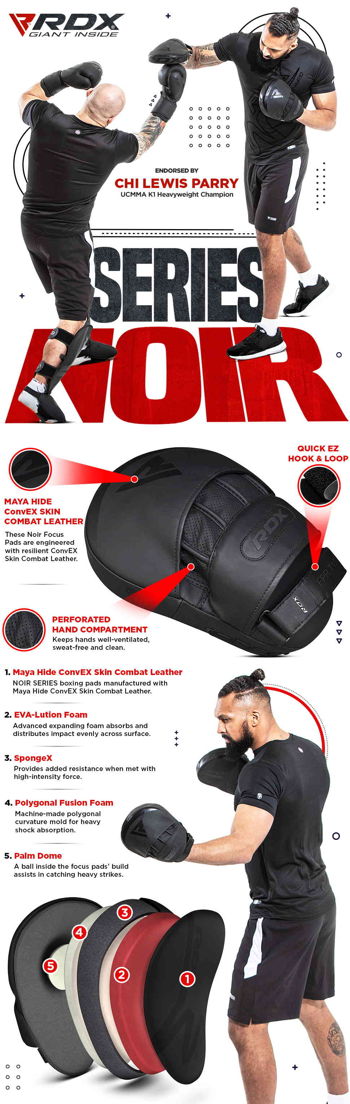 RDX
GIANT INSIDE
ENDORSED BY
CHI LEWIS PARRY
UCMMA K1 Heavyweight Champion
SERIES
NOIR
QUICK EZ
HOOK & LOOP
MAYA HIDE
ConvEX SKIN
COMBAT LEATHER
These Noir Focus
Pads are engineered
with resilient ConvEX
Skin Combat Leather.
RDX
RDX
PERFORATED
HAND COMPARTMENT
Keeps hands well-ventilated,
sweat-free and clean.
1. Maya Hide ConvEX Skin Combat Leather
NOIR SERIES boxing pads manufactured with
Maya Hide ConvEX Skin Combat Leather.
2. EVA-Lution Foam
Advanced expanding foam absorbs and
distributes impact evenly across surface.
3. SpongeX
Provides added resistance when met with
high-intensity force.
4. Polygonal Fusion Foam
Machine-made polygonal
curvature mold for heavy
shock absorption.
5. Palm Dome
A ball inside the focus pads' build
assists in catching heavy strikes.
3
4
5
2
1